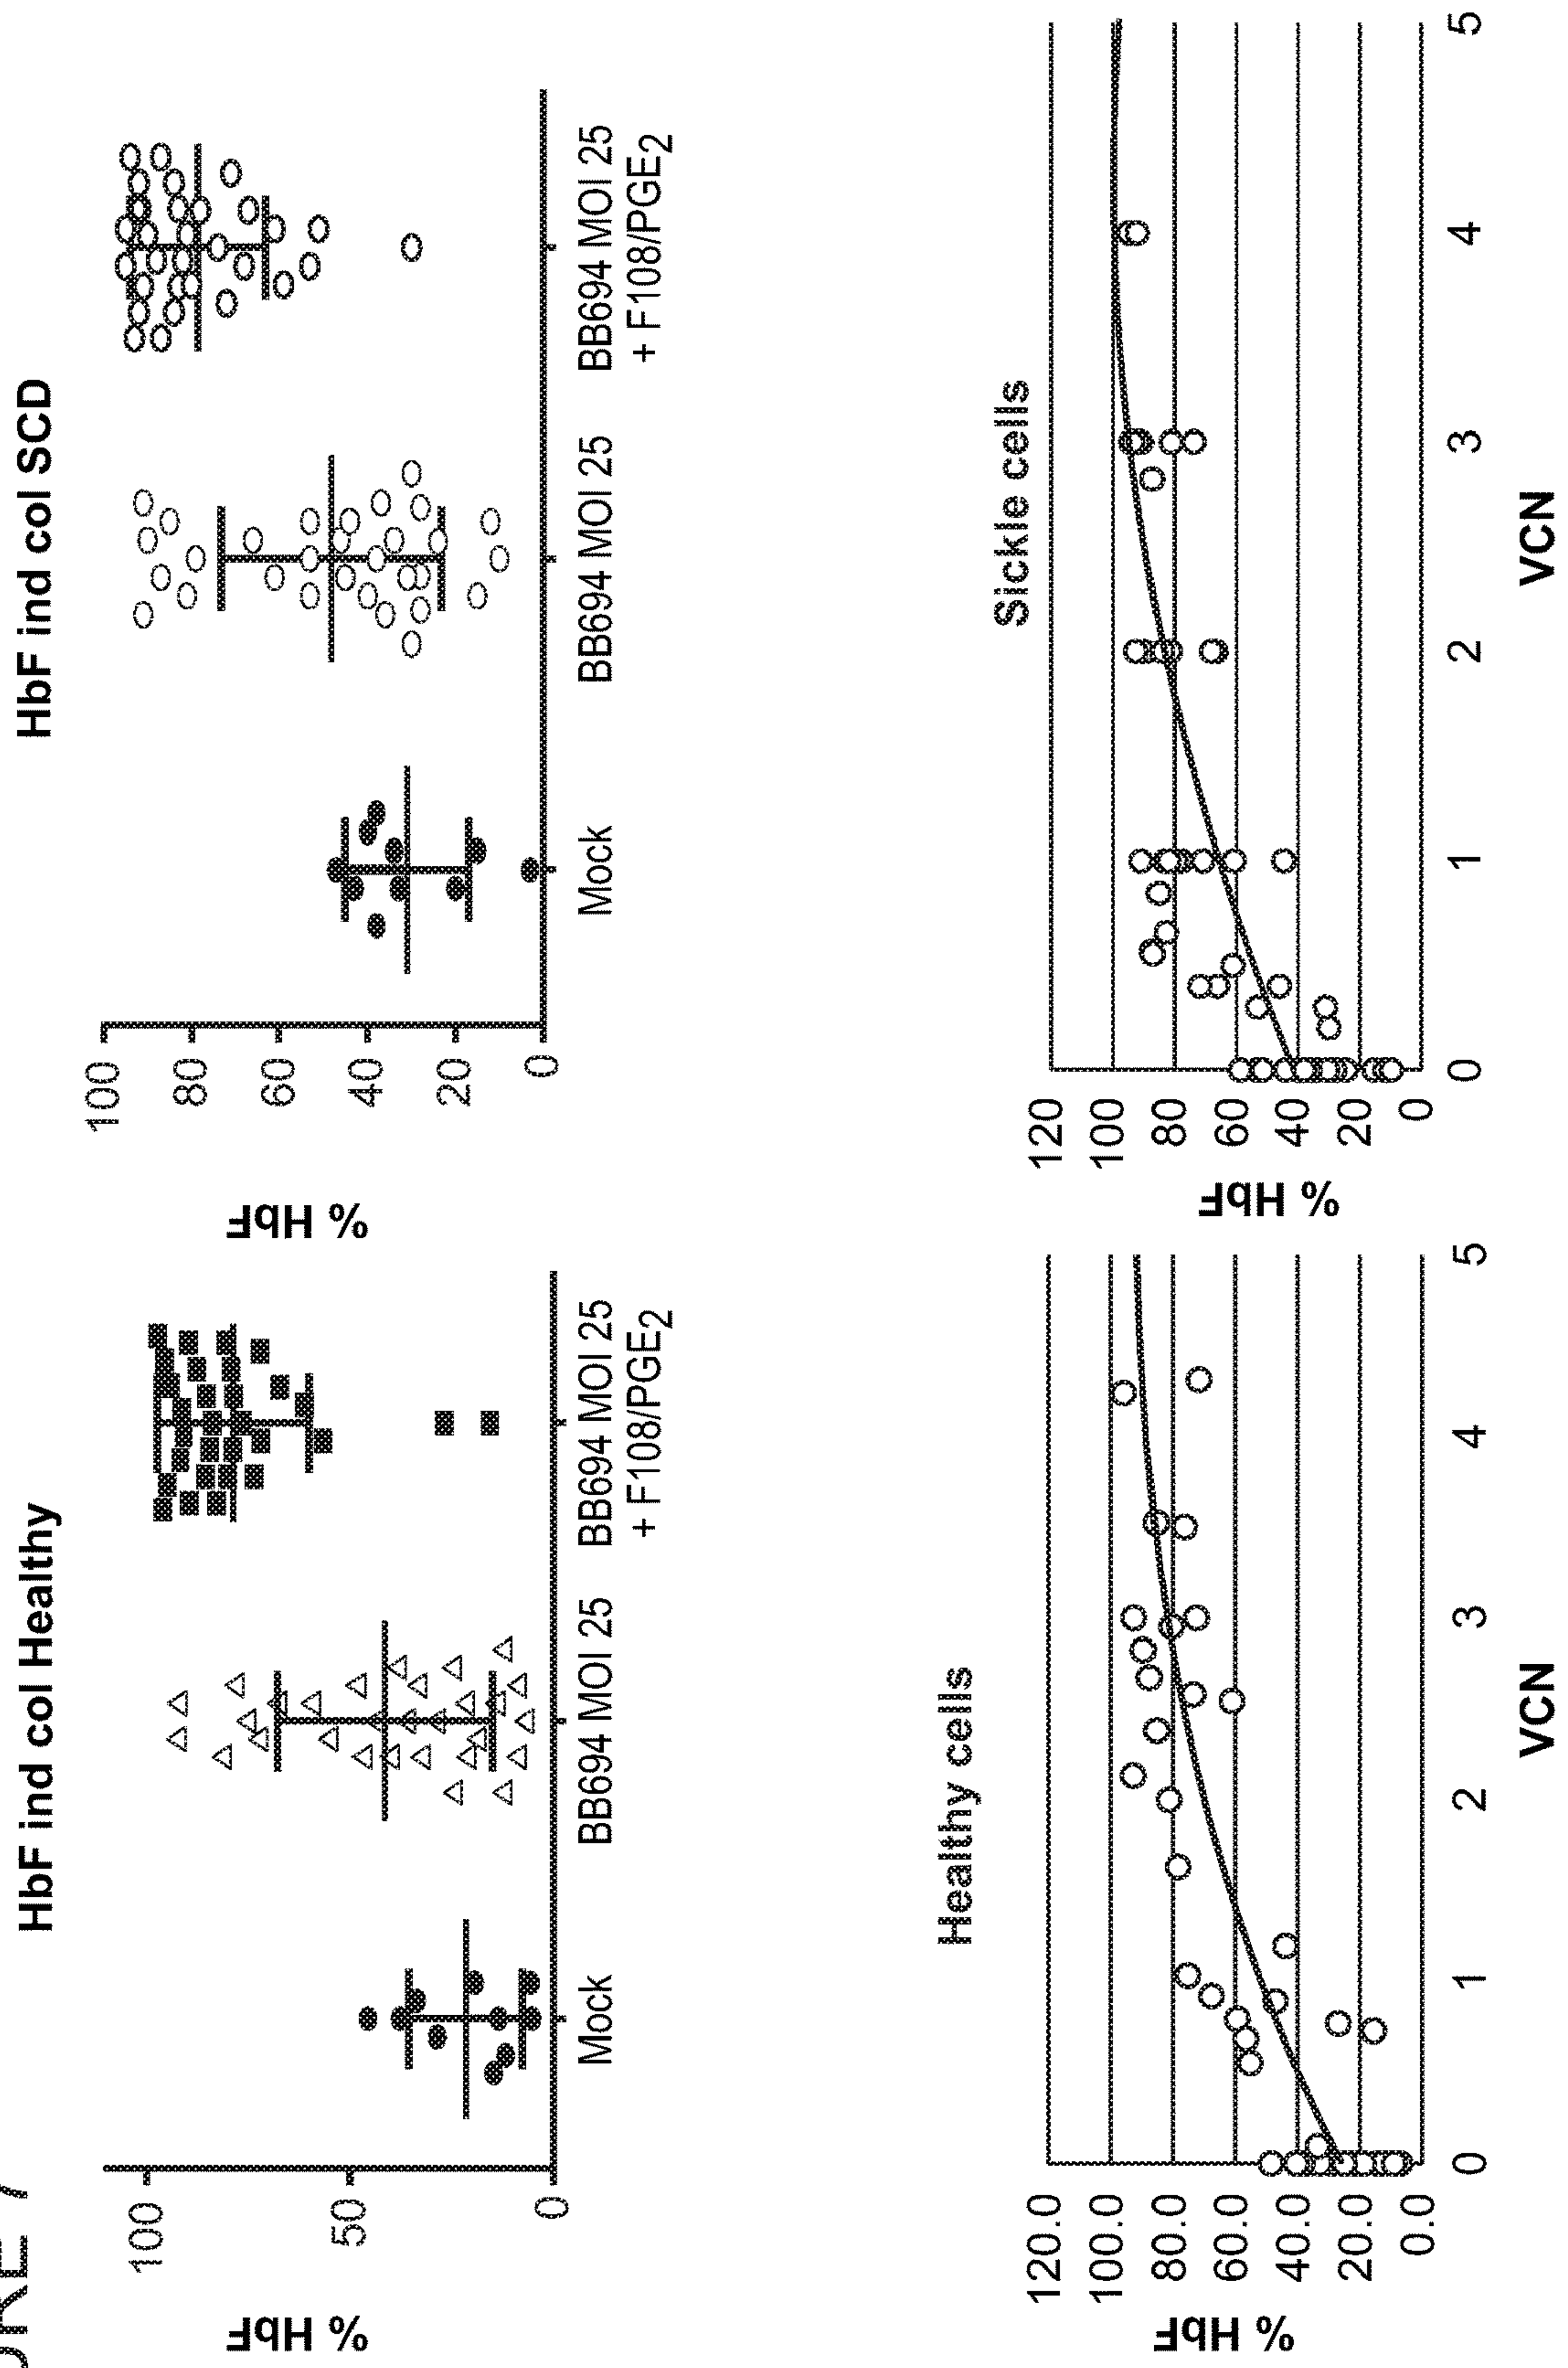 HbF ind col Healthy
% HbF
100
50
0
Mock
BB694 MOI 25
BB694 MOI 25
+ F108/PGE2
HbF ind col SCD
% HbF
100
80
60
40
20
0
Mock
BB694 MOI 25
BB694 MOI 25
+ F108/PGE2
Healthy cells
% HbF
120.0
100.0
80.0
60.0
40.0
20.0
0.0
0 1 2 3 4 5
VCN
Sickle cells
% HbF
120
100
80
60
40
20
0
0 1 2 3 4 5
VCN